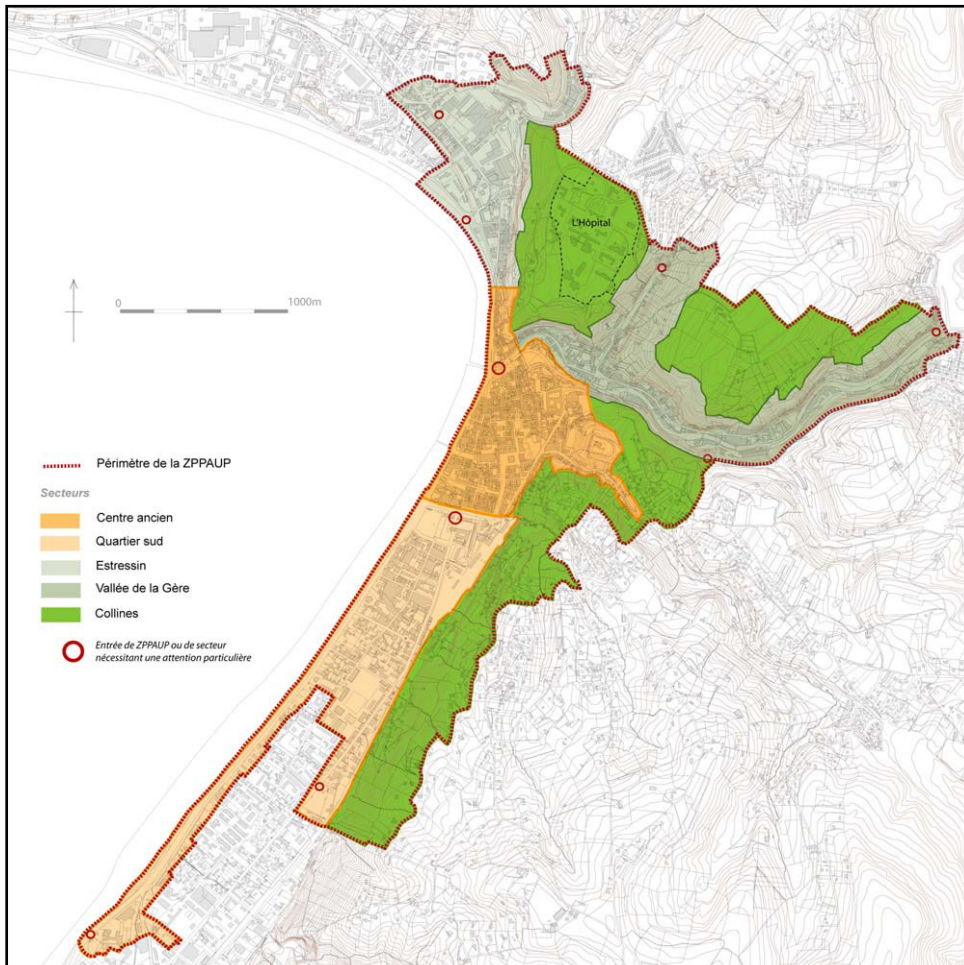 L'Hôpital
0 1000m
Périmètre de la ZPPAUP
Secteurs
Centre ancien
Quartier sud
Estressin
Vallée de la Gère
Collines
Entrée de ZPPAUP ou de secteur
nécessitant une attention particulière